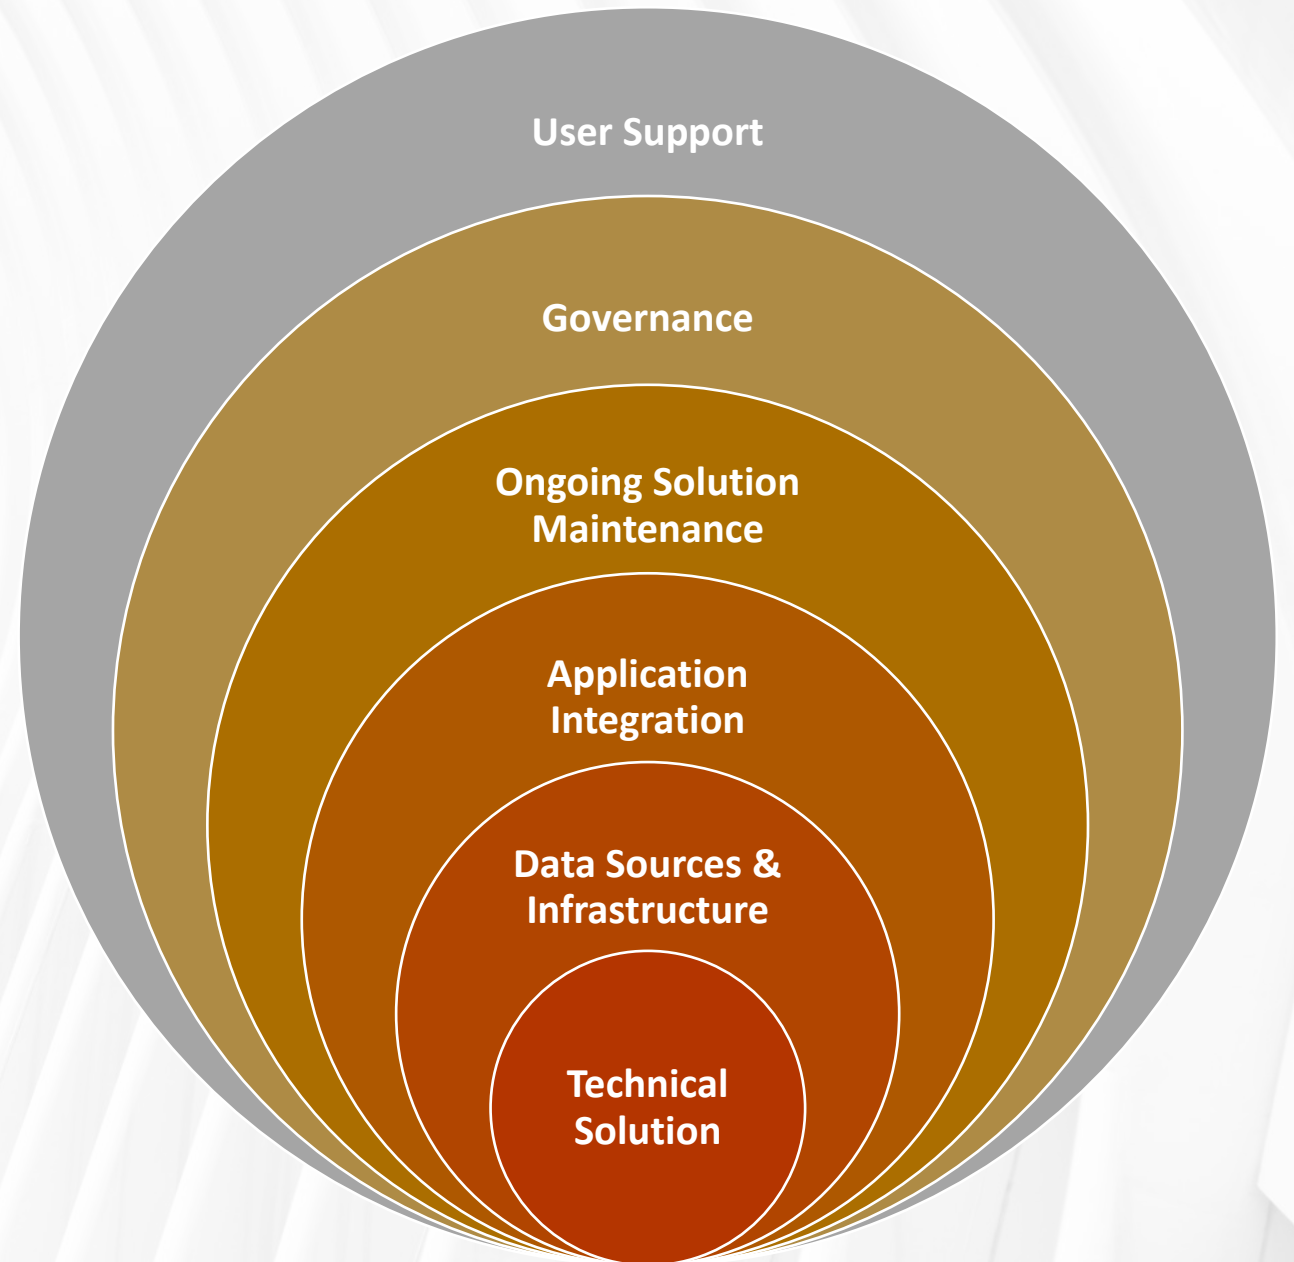 User Support
Governance
Ongoing Solution
Maintenance
Application
Integration
Data Sources &
Infrastructure
Technical
Solution